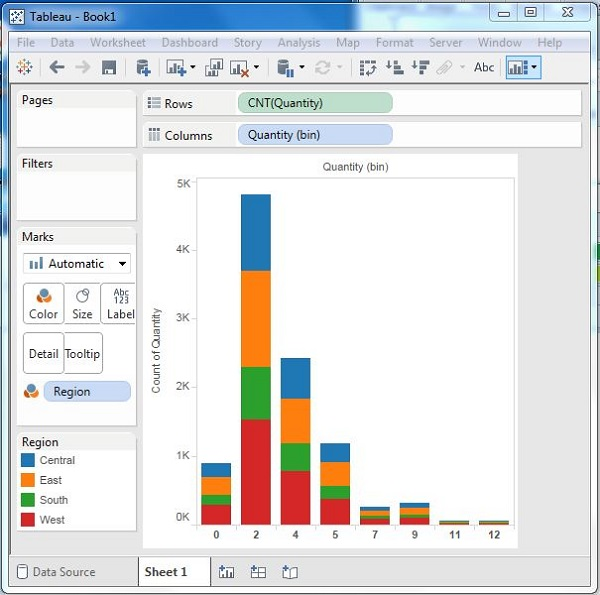 Tableau - Book1
File Data Worksheet Dashboard Story Analysis Map Format Server Window Help
Abc
Pages
Rows CNT(Quantity)
Columns Quantity (bin)
Filters
Marks
Automatic
Abc
123
Color Size Label
Detail Tooltip
Region
Region
Central
East
South
West
Quantity (bin)
Count of Quantity
5K
4K
3K
2K
1K
0K
0 2 4 5 7 9 11 12
Data Source Sheet 1